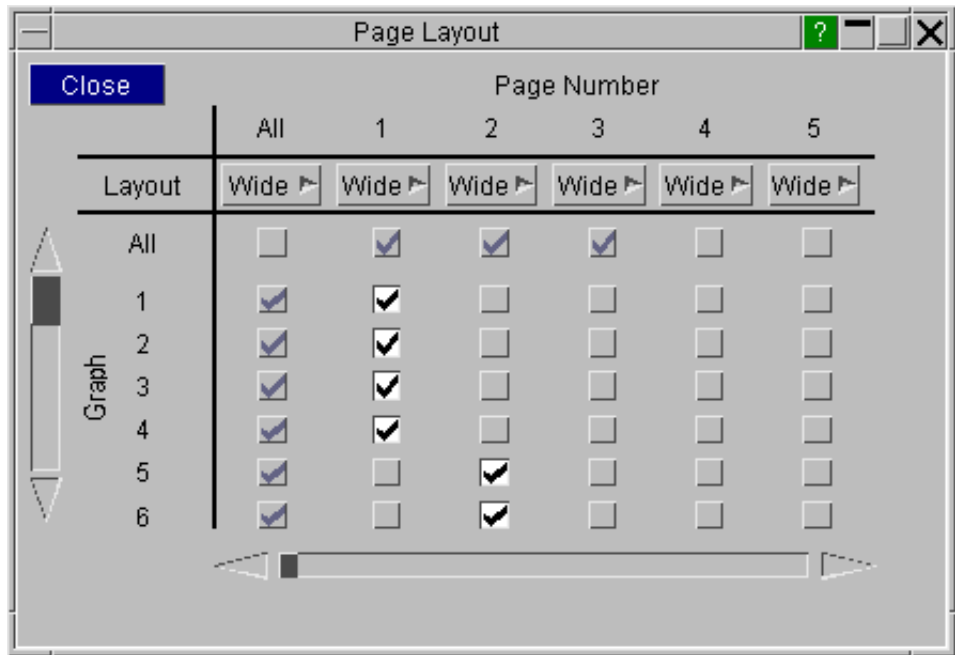 Page Layout ?
Close Page Number
All 1 2 3 4 5
Layout Wide Wide Wide Wide Wide Wide
All
1
2
Graph
3
4
5
6